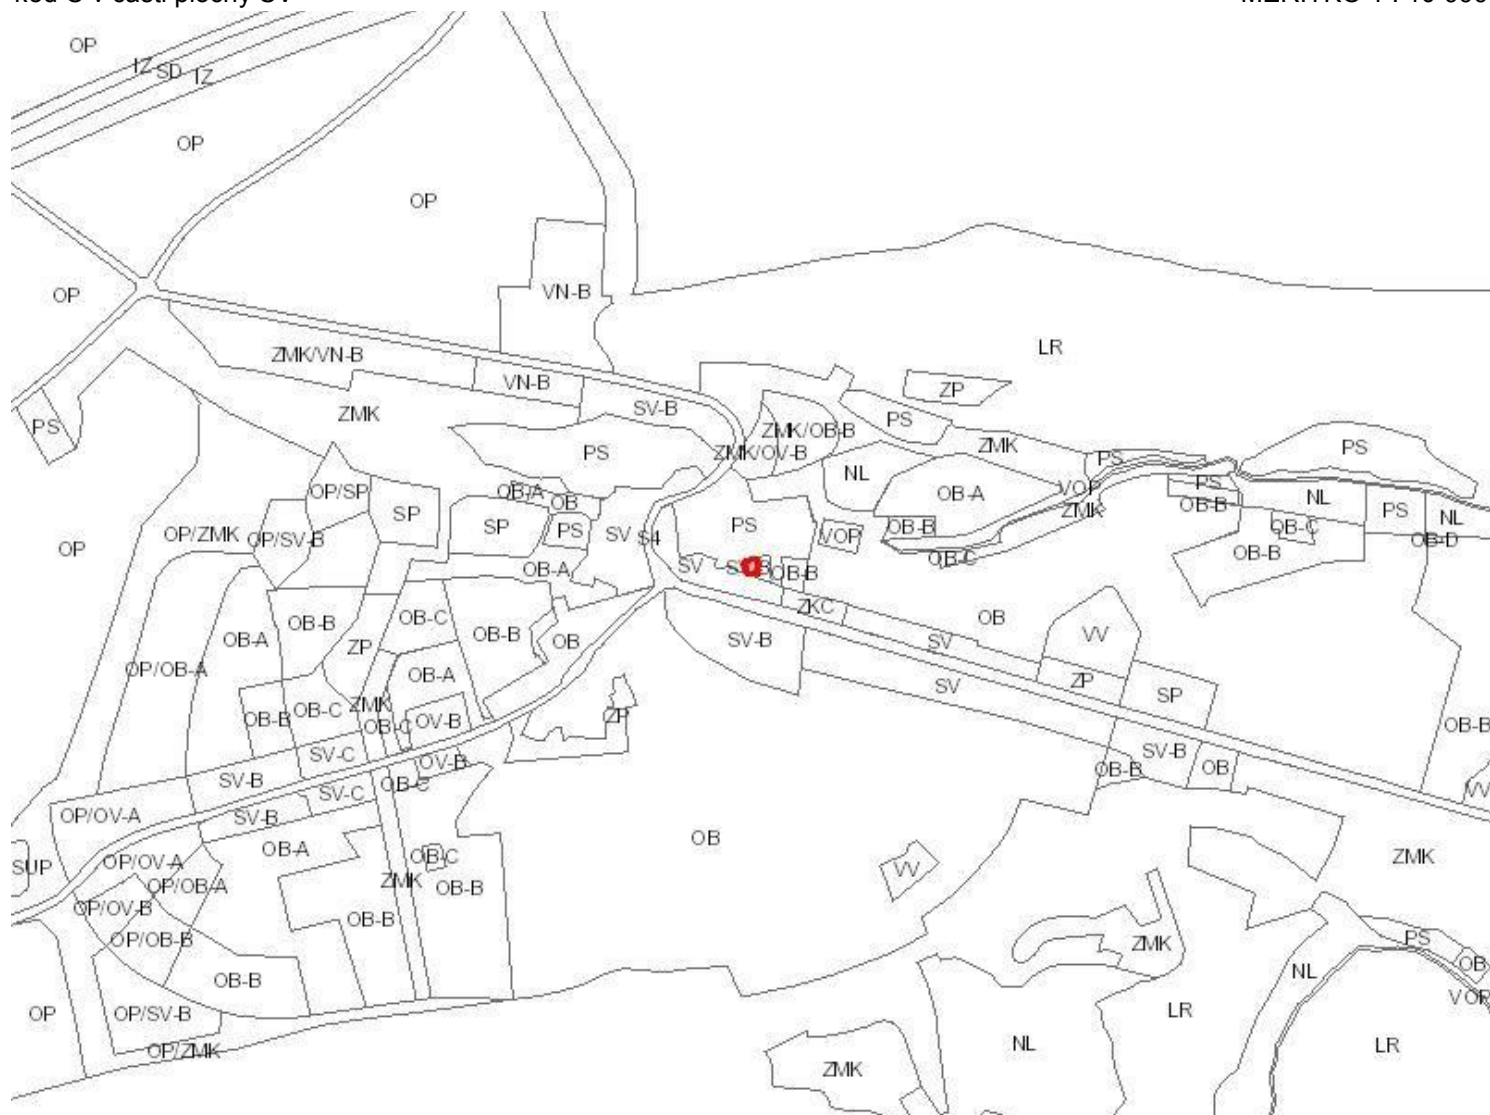 OP
IZ SD IZ
OP
OP
OP
VN-B
ZMK/VN-B
LR
VN-B
ZP
SV-B
ZMK
PS
PS
ZMK/OB-B
ZMK
PS
ZMK/OV-B
PS
PS
NL
OP/SP
OB-A
OB
OB-A
VOP
PS
NL
SP
SP
PS
ZMK
OB-B
PS
NL
OP
OP/ZMK
OP/SV-B
SV
S4
PS
VOP
OB-B
OB-C
OB-D
OB-A
SV
OB-B
OB-C
OB-B
ZKC
OB-A
OB-B
OB-C
OB-B
OB
SV-B
SV
OB
VV
OP/OB-A
ZP
OB-A
SV
ZP
SP
OB-B
OB-C
ZMK
OB-C
OV-B
ZP
OB-B
SV-C
OV-B
SV-B
OB-B
OB
SV-B
SV-C
OB-C
VV
OP/OV-A
SV-B
OB-A
OB-C
OB
SUP
OP/OV-A
OP/OB-A
ZMK
OB-B
VV
ZMK
OP/OV-B
OB-B
OP/OB-B
ZMK
PS
OB-B
OB
NL
VOP
OP
OP/SV-B
LR
OP/ZMK
NL
LR
ZMK